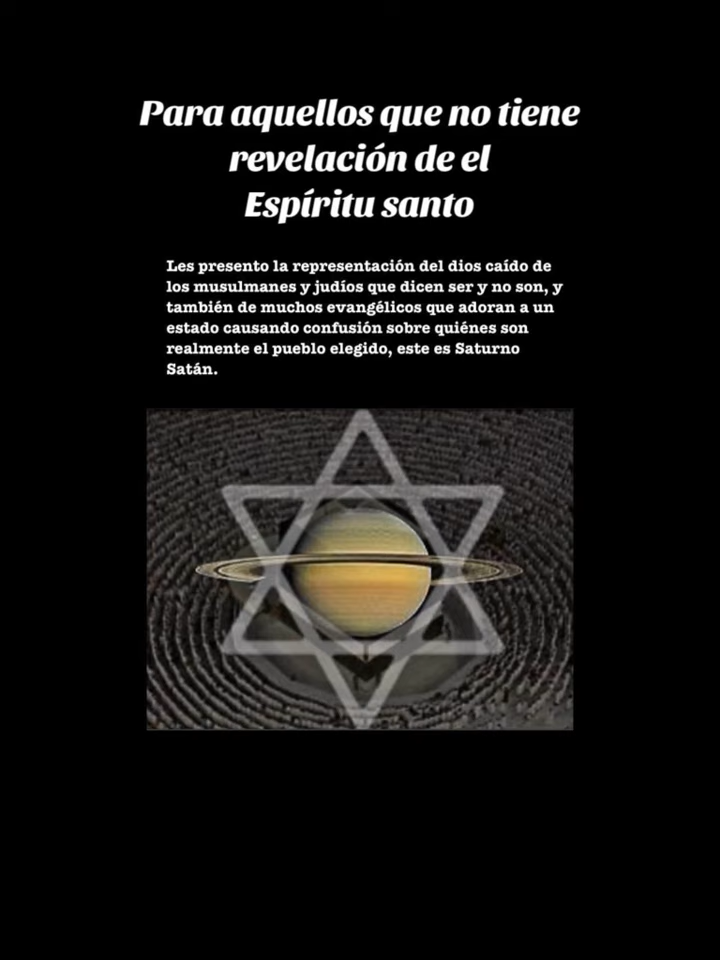 Para aquellos que no tiene
revelación de el
Espíritu santo
Les presento la representación del dios caído de
los musulmanes y judíos que dicen ser y no son, y
también de muchos evangélicos que adoran a un
estado causando confusión sobre quiénes son
realmente el pueblo elegido, este es Saturno
Satán.